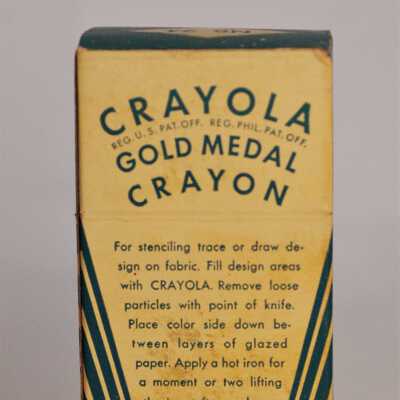 No 24
CRAYOLA
REG. U. S. PAT. OFF. REG. PHIL. PAT. OFF.
GOLD MEDAL
CRAYON
For stenciling trace or draw de-
sign on fabric. Fill design areas
with CRAYOLA. Remove loose
particles with point of knife.
Place color side down be-
tween layers of glazed
paper. Apply a hot iron for
a moment or two lifting